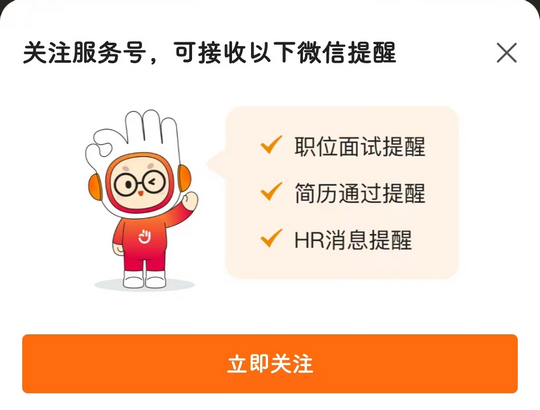 关注服务号，可接收以下微信提醒
职位面试提醒
简历通过提醒
HR消息提醒
立即关注